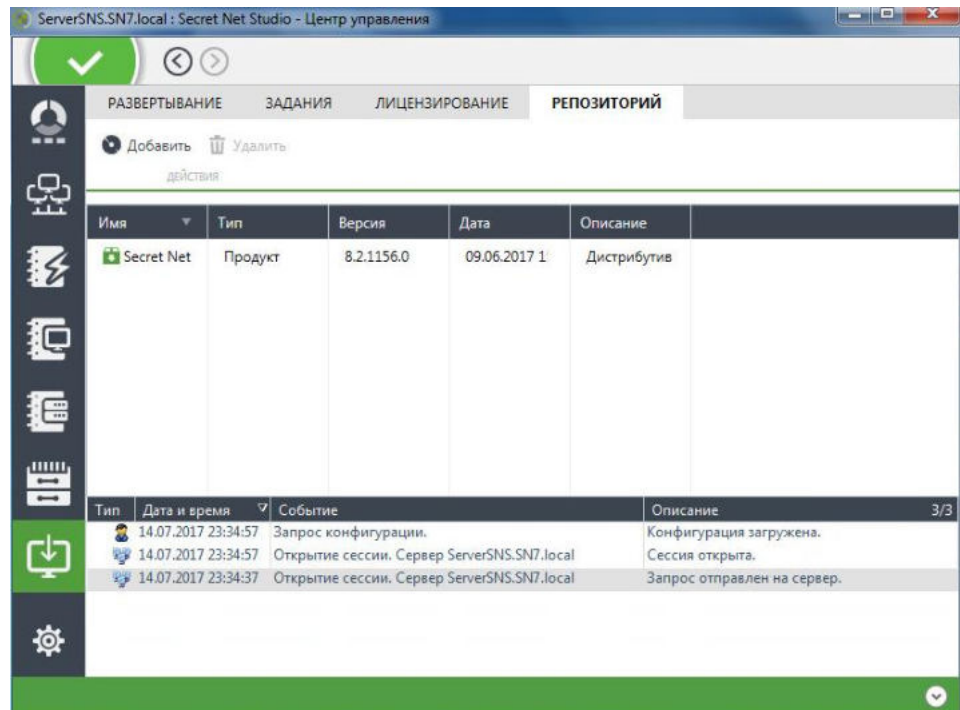 ServerSNS.SN7.local : Secret Net Studio - Центр управления
РАЗВЕРТЫВАНИЕ ЗАДАНИЯ ЛИЦЕНЗИРОВАНИЕ РЕПОЗИТОРИЙ
Добавить Удалить
ДЕЙСТВИЯ
Имя Тип Версия Дата Описание
Secret Net Продукт 8.2.1156.0 09.06.2017 1 Дистрибутив
Тип Дата и время Событие Описание 3/3
14.07.2017 23:34:57 Запрос конфигурации. Конфигурация загружена.
14.07.2017 23:34:57 Открытие сессии. Сервер ServerSNS.SN7.local Сессия открыта.
14.07.2017 23:34:37 Открытие сессии. Сервер ServerSNS.SN7.local Запрос отправлен на сервер.